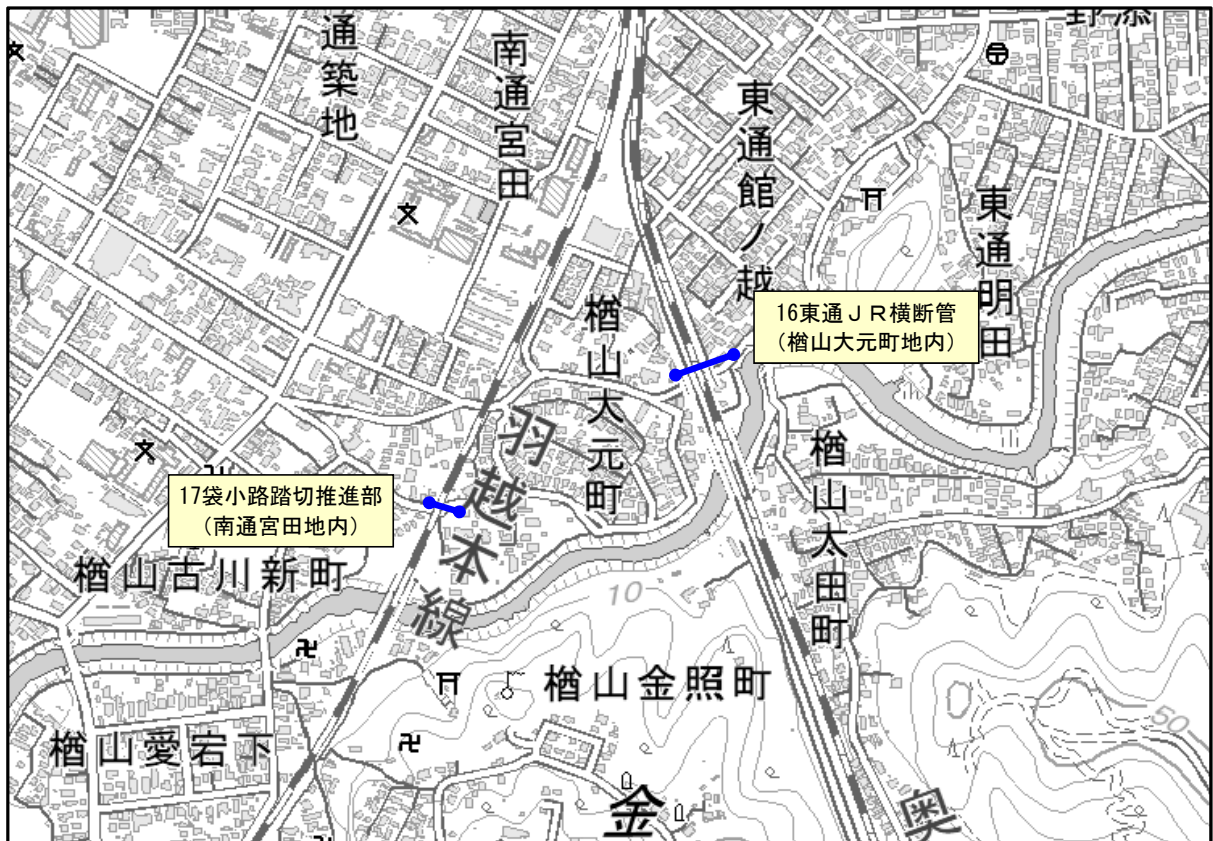 通築地
南通宮田
東通館ノ越
東通明田
16東通JR横断管
(楢山大元町地内)
楢山大元町
羽越本線
楢山太田町
17袋小路踏切推進部
(南通宮田地内)
楢山古川新町
10
楢山金照町
50
楢山愛宕下
金
奥